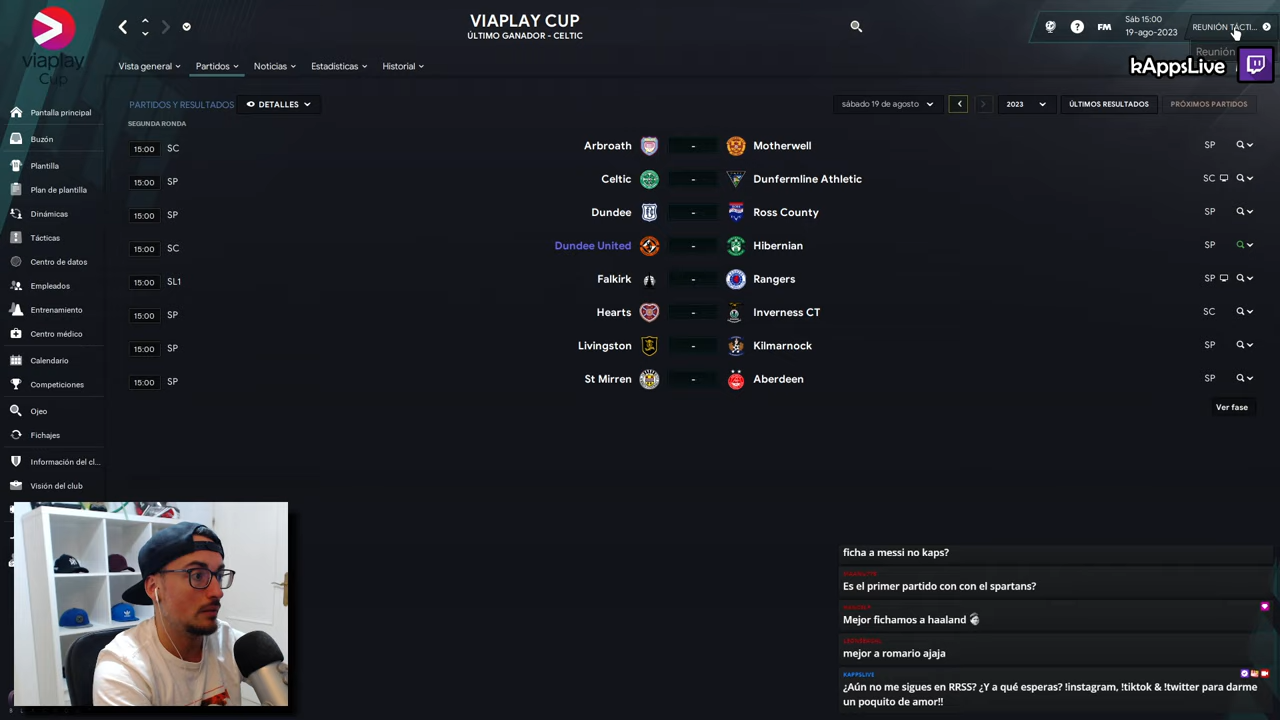 VIAPLAY CUP
ÚLTIMO GANADOR - CELTIC
viaplay
Cup
?
FM
Sáb 15:00
19-ago-2023
REUNIÓN TÁCTI...
Reunión
kAppsLive
Vista general
Partidos
Noticias
Estadísticas
Historial
PARTIDOS Y RESULTADOS
DETALLES
sábado 19 de agosto
2023
ÚLTIMOS RESULTADOS
PRÓXIMOS PARTIDOS
SEGUNDA RONDA
15:00 SC Arbroath - Motherwell SP
15:00 SP Celtic - Dunfermline Athletic SC
15:00 SP Dundee - Ross County SP
15:00 SC Dundee United - Hibernian SP
15:00 SL1 Falkirk - Rangers SP
15:00 SP Hearts - Inverness CT SC
15:00 SP Livingston - Kilmarnock SP
15:00 SP St Mirren - Aberdeen SP
Ver fase
Pantalla principal
Buzón
Plantilla
Plan de plantilla
Dinámicas
Tácticas
Centro de datos
Empleados
Entrenamiento
Centro médico
Calendario
Competiciones
Ojeo
Fichajes
Información del cl...
Visión del club
ficha a messi no kaps?
Es el primer partido con con el spartans?
Mejor fichamos a haaland
mejor a romario ajaja
KAPPSLIVE
¿Aún no me sigues en RRSS? ¿Y a qué esperas? !instagram, !tiktok & !twitter para darme
un poquito de amor!!